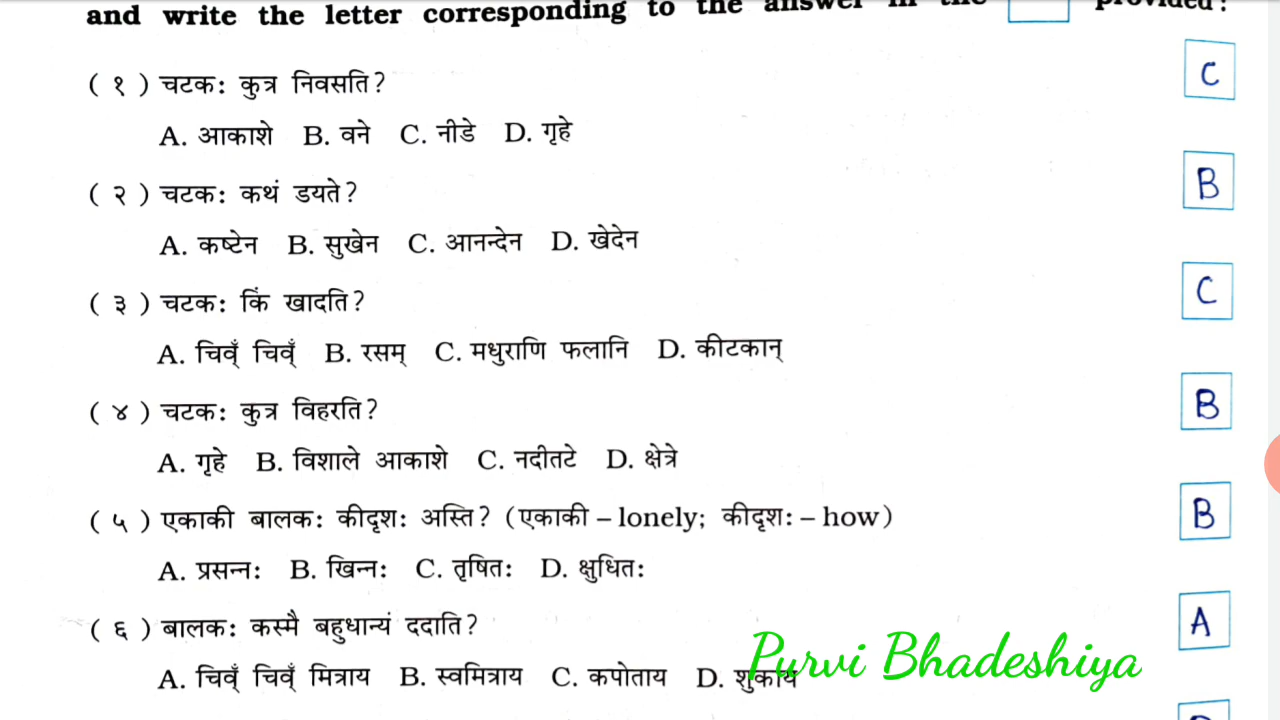 and write the letter corresponding to the answer in the provided:
( १ ) चटकः कुत्र निवसति? C
A. आकाशे B. वने C. नीडे D. गृहे
( २ ) चटकः कथं डयते? B
A. कष्टेन B. सुखेन C. आनन्देन D. खेदेन
( ३ ) चटकः किं खादति? C
A. चिव्ँ चिव्ँ B. रसम् C. मधुराणि फलानि D. कीटकान्
( ४ ) चटकः कुत्र विहरति? B
A. गृहे B. विशाले आकाशे C. नदीतटे D. क्षेत्रे
( ५ ) एकाकी बालकः कीदृशः अस्ति? (एकाकी – lonely; कीदृशः – how) B
A. प्रसन्नः B. खिन्नः C. तृषितः D. क्षुधितः
( ६ ) बालकः कस्मै बहुधान्यं ददाति? A
A. चिव्ँ चिव्ँ मित्राय B. स्वमित्राय C. कपोताय D. शुकाय
Purvi Bhadeshiya